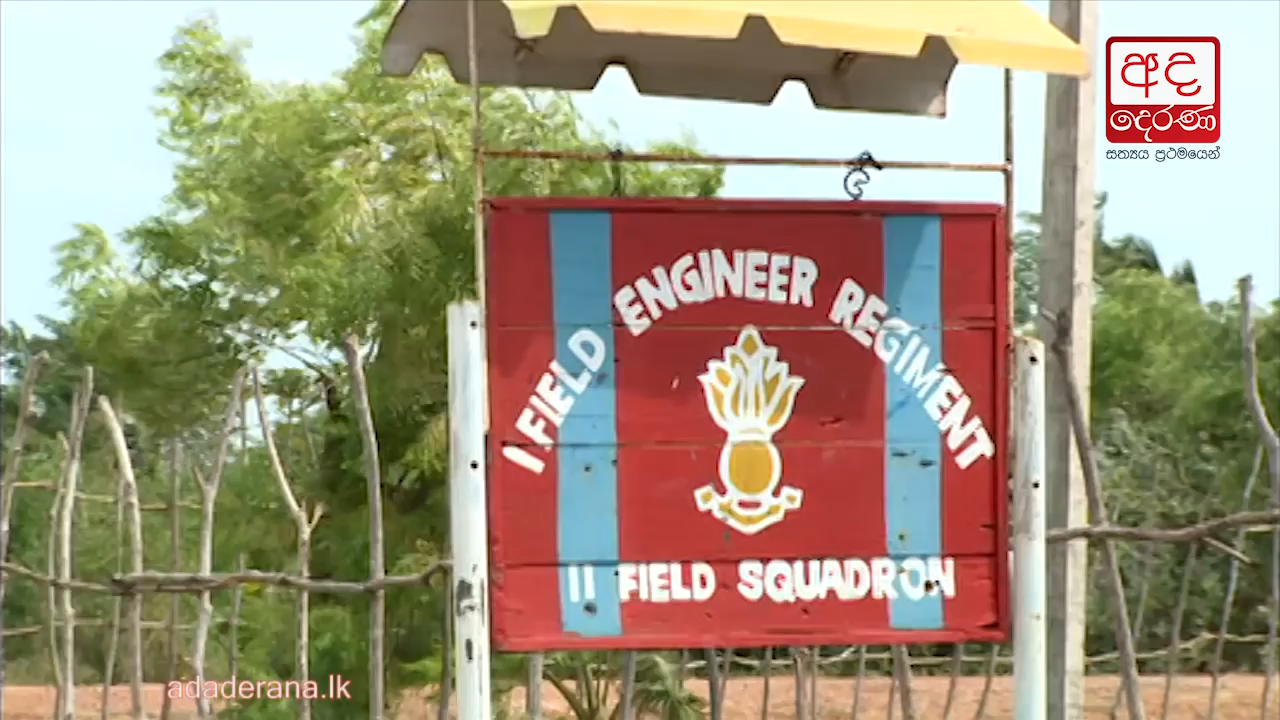 අද
දෙරණ
සත්‍යය ප්‍රථමයෙන්
1 FIELD ENGINEER REGIMENT
11 FIELD SQUADRON
adaderana.lk